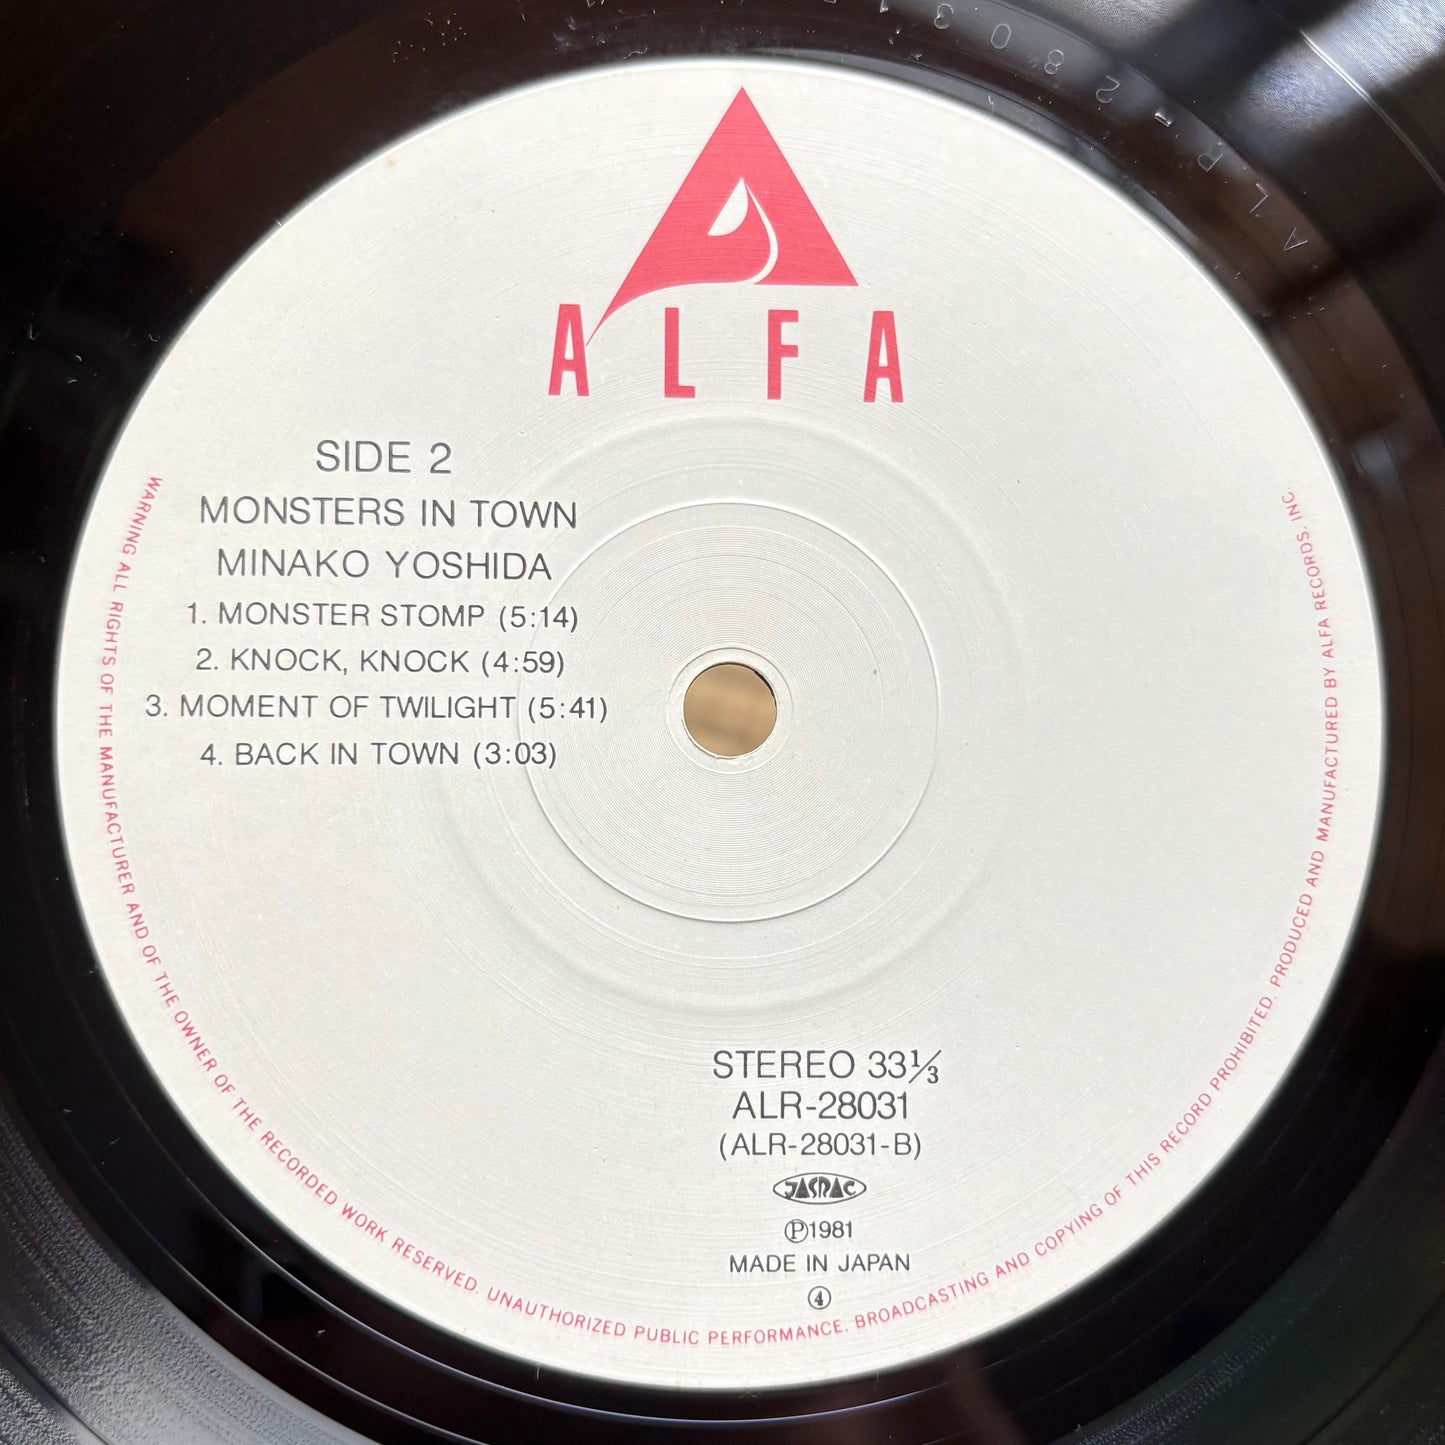 ALR-28031
ALFA
SIDE 2
MONSTERS IN TOWN
MINAKO YOSHIDA
1. MONSTER STOMP (5:14)
2. KNOCK, KNOCK (4:59)
3. MOMENT OF TWILIGHT (5:41)
4. BACK IN TOWN (3:03)
STEREO 33⅓
ALR-28031
(ALR-28031-B)
JASRAC
Ⓟ1981
MADE IN JAPAN
④
WARNING ALL RIGHTS OF THE MANUFACTURER AND OF THE OWNER OF THE RECORDED WORK RESERVED. UNAUTHORIZED PUBLIC PERFORMANCE, BROADCASTING AND COPYING OF THIS RECORD PROHIBITED. PRODUCED AND MANUFACTURED BY ALFA RECORDS. INC.